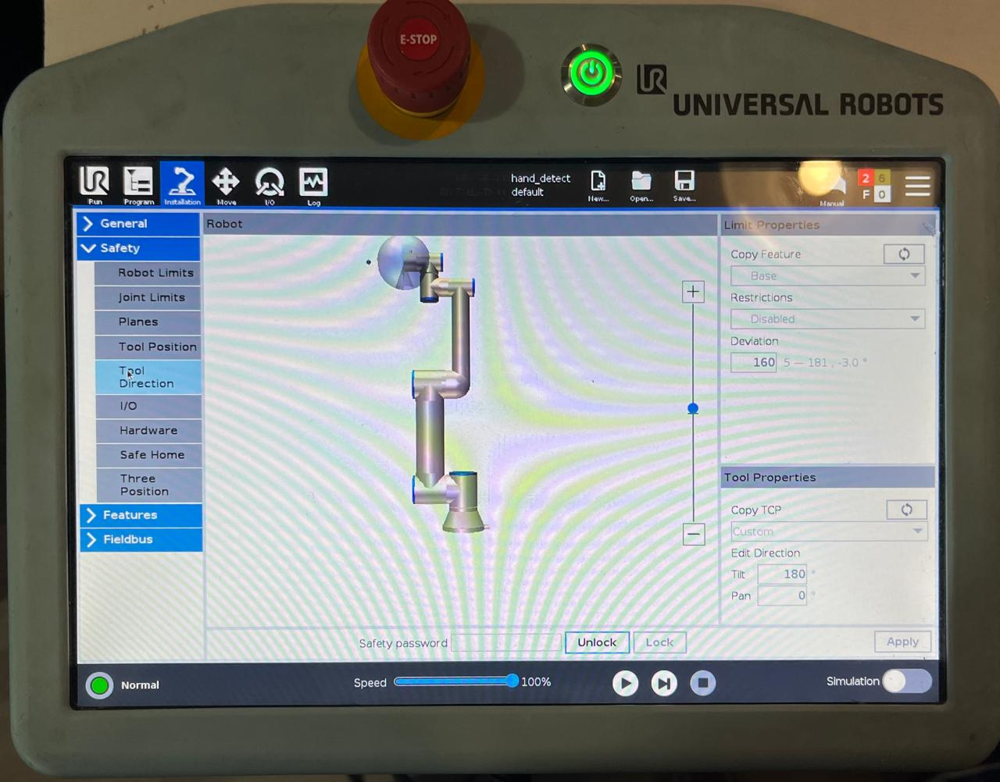 E-STOP
UNIVERSAL ROBOTS
Run
Program
Installation
Move
I/O
Log
hand_detect
default
New...
Open...
Save...
Manual
2 6
F 0
General
Safety
Robot Limits
Joint Limits
Planes
Tool Position
Tool
Direction
I/O
Hardware
Safe Home
Three
Position
Features
Fieldbus
Robot
Limit Properties
Copy Feature
Base
Restrictions
Disabled
Deviation
160 5 — 181 , -3.0 °
Tool Properties
Copy TCP
Custom
Edit Direction
Tilt 180 °
Pan 0 °
Safety password
Unlock
Lock
Apply
Normal
Speed 100%
Simulation